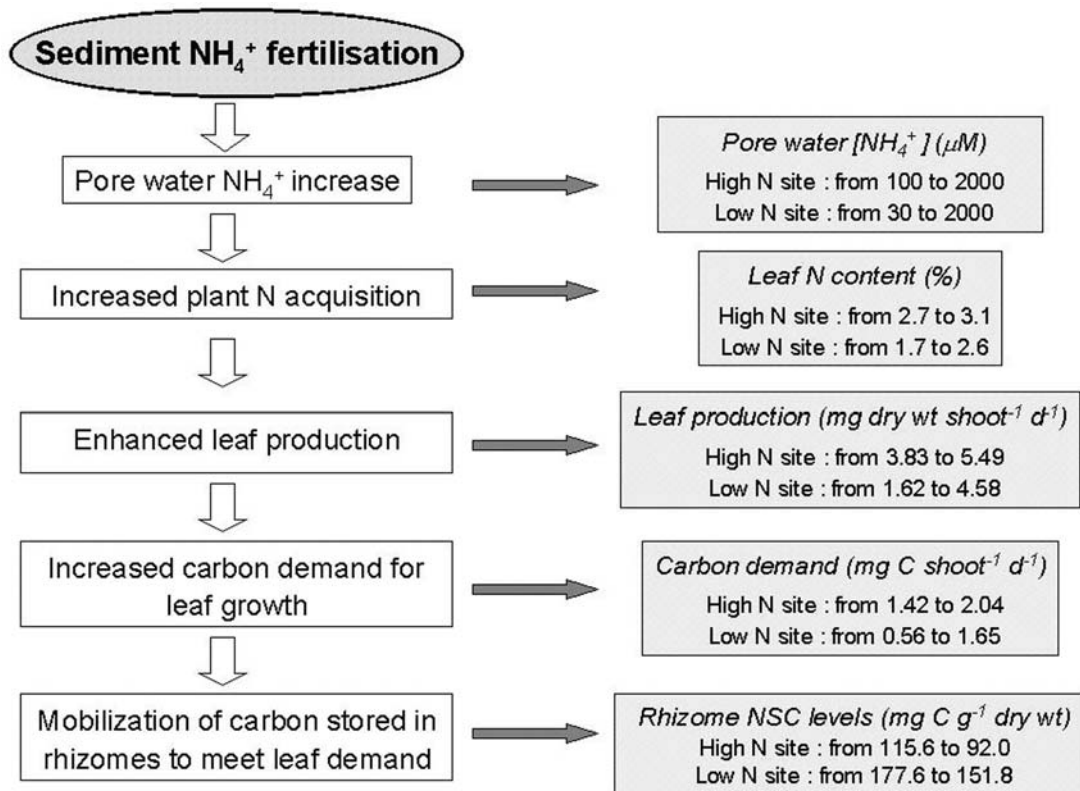 Sediment NH₄⁺ fertilisation
Pore water NH₄⁺ increase
Pore water [NH₄⁺] (µM)
High N site : from 100 to 2000
Low N site : from 30 to 2000
Increased plant N acquisition
Leaf N content (%)
High N site : from 2.7 to 3.1
Low N site : from 1.7 to 2.6
Enhanced leaf production
Leaf production (mg dry wt shoot⁻¹ d⁻¹)
High N site : from 3.83 to 5.49
Low N site : from 1.62 to 4.58
Increased carbon demand for
leaf growth
Carbon demand (mg C shoot⁻¹ d⁻¹)
High N site : from 1.42 to 2.04
Low N site : from 0.56 to 1.65
Mobilization of carbon stored in
rhizomes to meet leaf demand
Rhizome NSC levels (mg C g⁻¹ dry wt)
High N site : from 115.6 to 92.0
Low N site : from 177.6 to 151.8